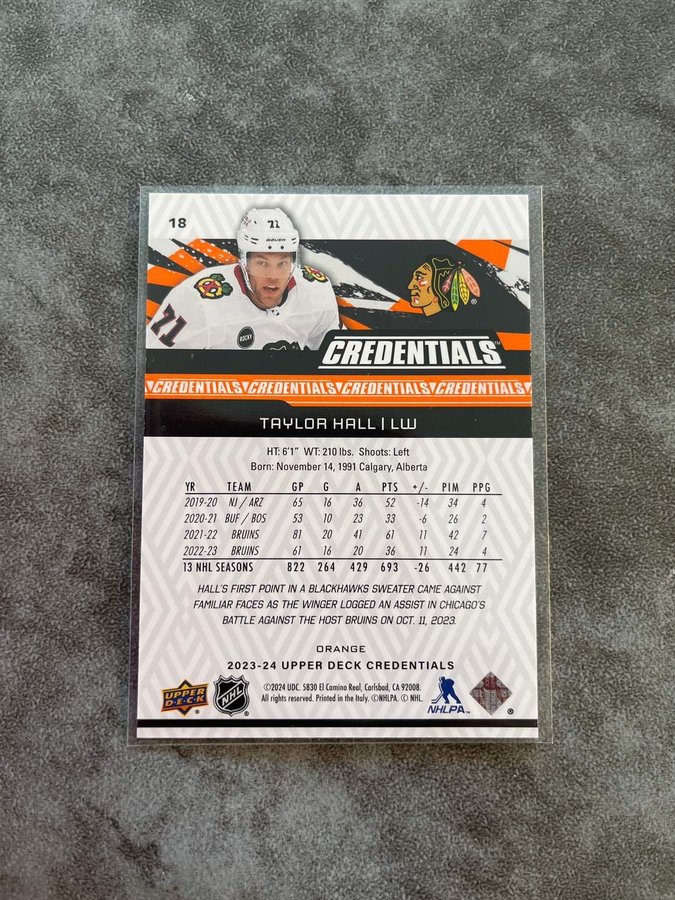 18
71
BAUER
71
ROCKY
CREDENTIALS™
CREDENTIALS CREDENTIALS CREDENTIALS CREDENTIALS
TAYLOR HALL | LW
HT: 6'1" WT: 210 lbs. Shoots: Left
Born: November 14, 1991 Calgary, Alberta
YR TEAM GP G A PTS +/- PIM PPG
2019-20 NJ / ARZ 65 16 36 52 -14 34 4
2020-21 BUF / BOS 53 10 23 33 -6 26 2
2021-22 BRUINS 81 20 41 61 11 42 7
2022-23 BRUINS 61 16 20 36 11 24 4
13 NHL SEASONS 822 264 429 693 -26 442 77
HALL'S FIRST POINT IN A BLACKHAWKS SWEATER CAME AGAINST
FAMILIAR FACES AS THE WINGER LOGGED AN ASSIST IN CHICAGO'S
BATTLE AGAINST THE HOST BRUINS ON OCT. 11, 2023.
ORANGE
2023-24 UPPER DECK CREDENTIALS
UPPER DECK
NHL
©2024 UDC. 5830 El Camino Real, Carlsbad, CA 92008.
All rights reserved. Printed in the Italy. ©NHLPA. © NHL.
NHLPA™
®